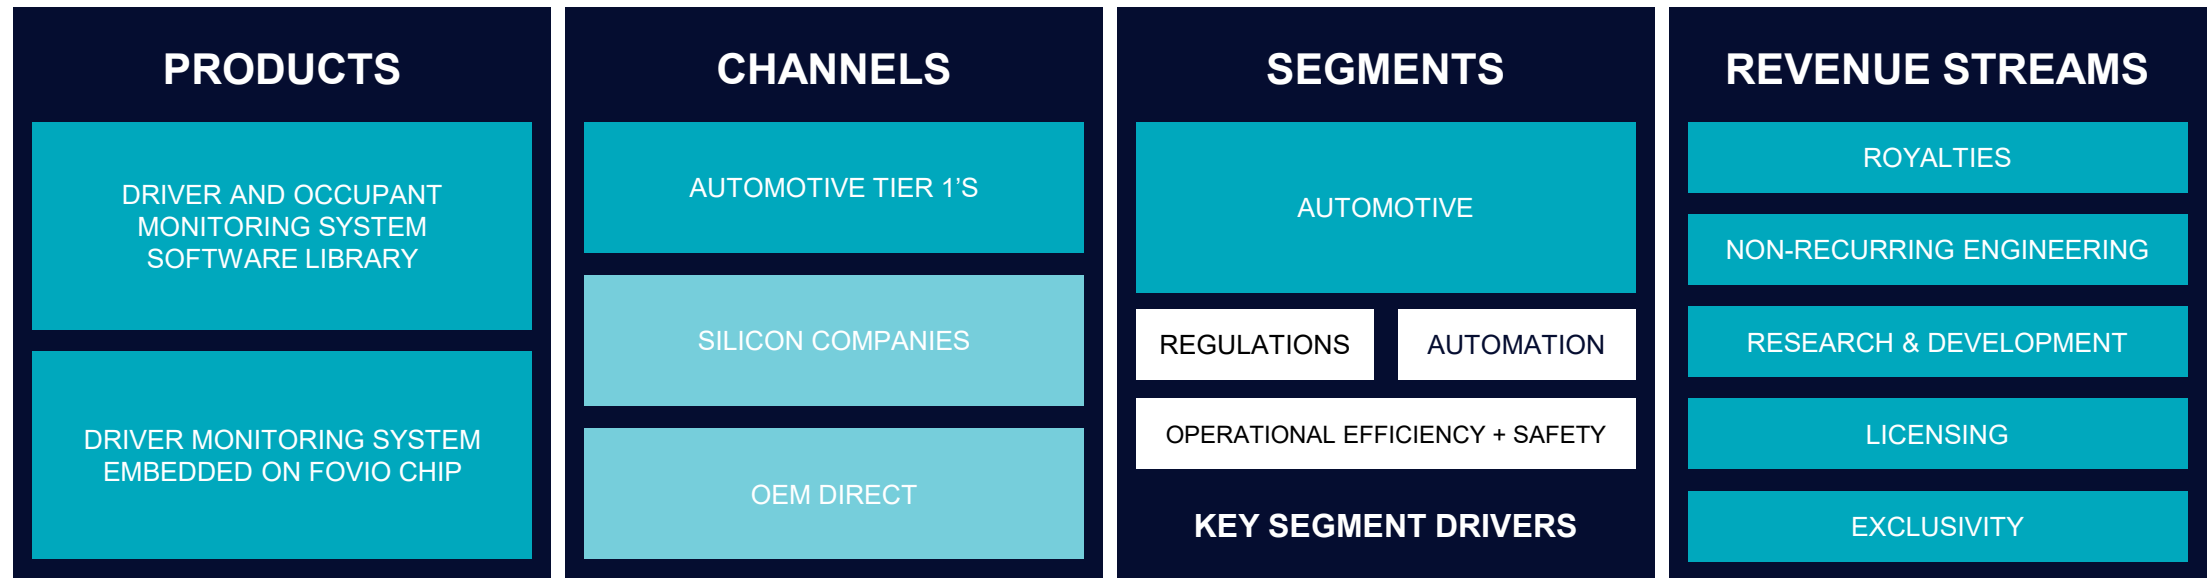 PRODUCTS
DRIVER AND OCCUPANT
MONITORING SYSTEM
SOFTWARE LIBRARY
DRIVER MONITORING SYSTEM
EMBEDDED ON FOVIO CHIP
CHANNELS
AUTOMOTIVE TIER 1’S
SILICON COMPANIES
OEM DIRECT
SEGMENTS
AUTOMOTIVE
REGULATIONS
AUTOMATION
OPERATIONAL EFFICIENCY + SAFETY
KEY SEGMENT DRIVERS
REVENUE STREAMS
ROYALTIES
NON-RECURRING ENGINEERING
RESEARCH & DEVELOPMENT
LICENSING
EXCLUSIVITY